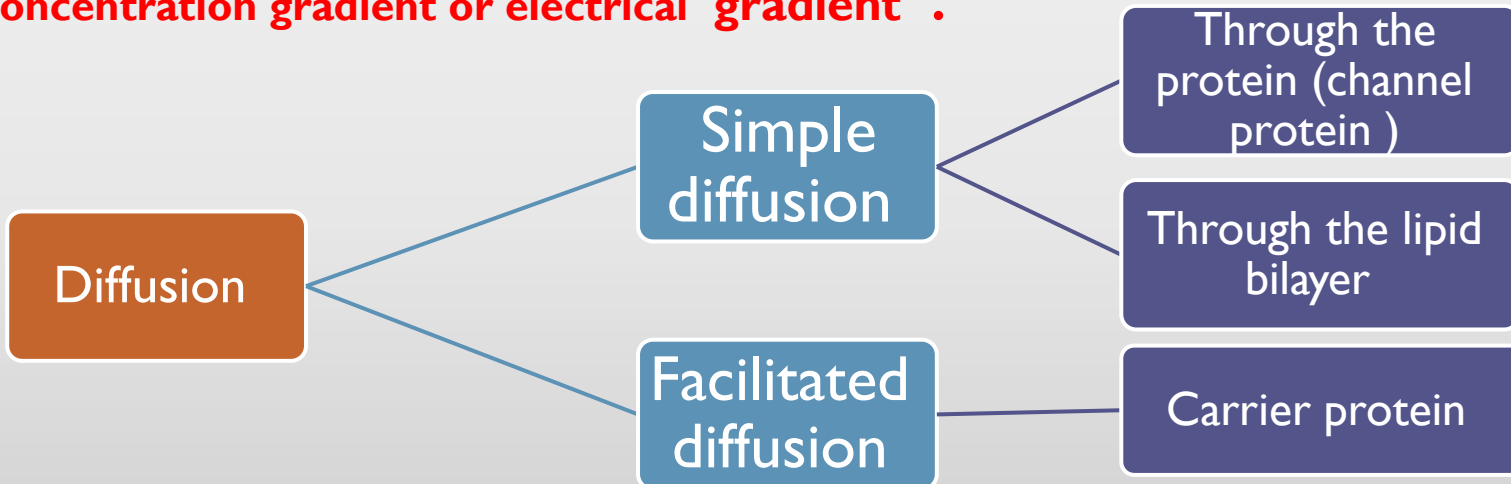 oncentration gradient or electrical gradient .
Through the
protein (channel
protein )
Simple
diffusion
Through the lipid
bilayer
Diffusion
Facilitated
diffusion
Carrier protein